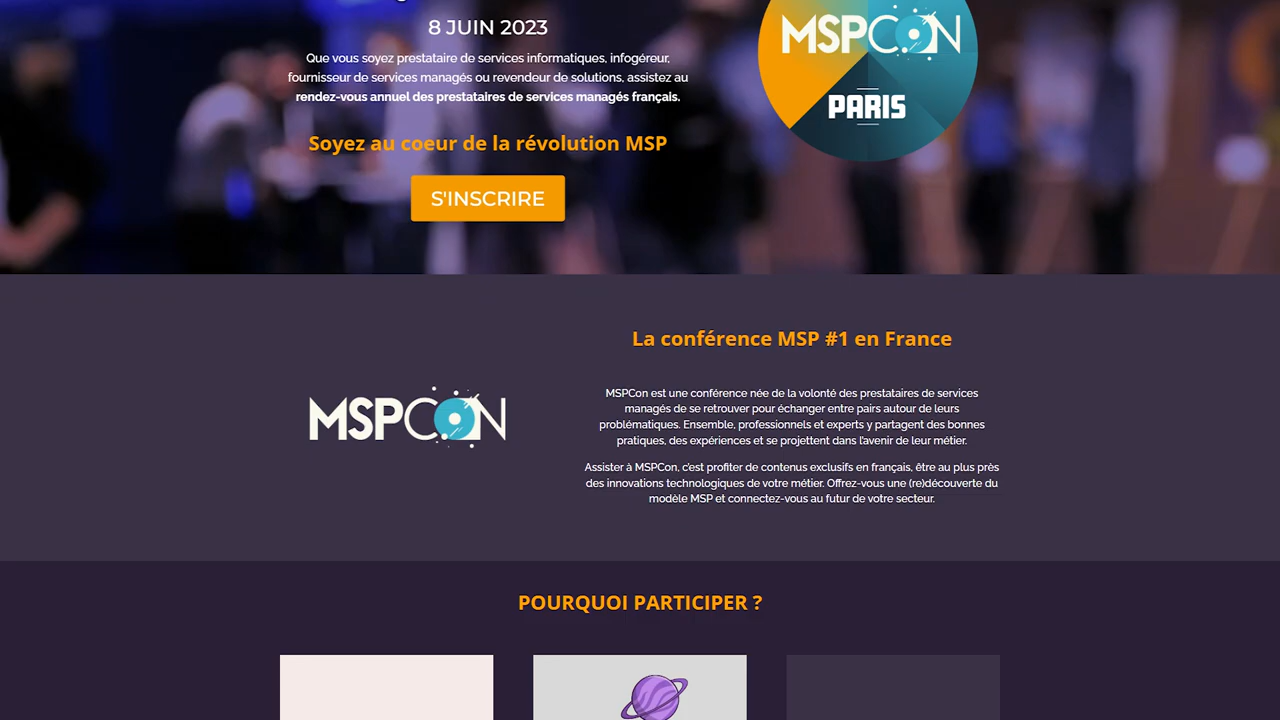 8 JUIN 2023
Que vous soyez prestataire de services informatiques, infogéreur,
fournisseur de services managés ou revendeur de solutions, assistez au
rendez-vous annuel des prestataires de services managés français.
Soyez au coeur de la révolution MSP
S'INSCRIRE
MSPCON
PARIS
La conférence MSP #1 en France
MSPCON
MSPCon est une conférence née de la volonté des prestataires de services
managés de se retrouver pour échanger entre pairs autour de leurs
problématiques. Ensemble, professionnels et experts y partagent des bonnes
pratiques, des expériences et se projettent dans l'avenir de leur métier.
Assister à MSPCon, c'est profiter de contenus exclusifs en français, être au plus près
des innovations technologiques de votre métier. Offrez-vous une (re)découverte du
modèle MSP et connectez-vous au futur de votre secteur.
POURQUOI PARTICIPER ?